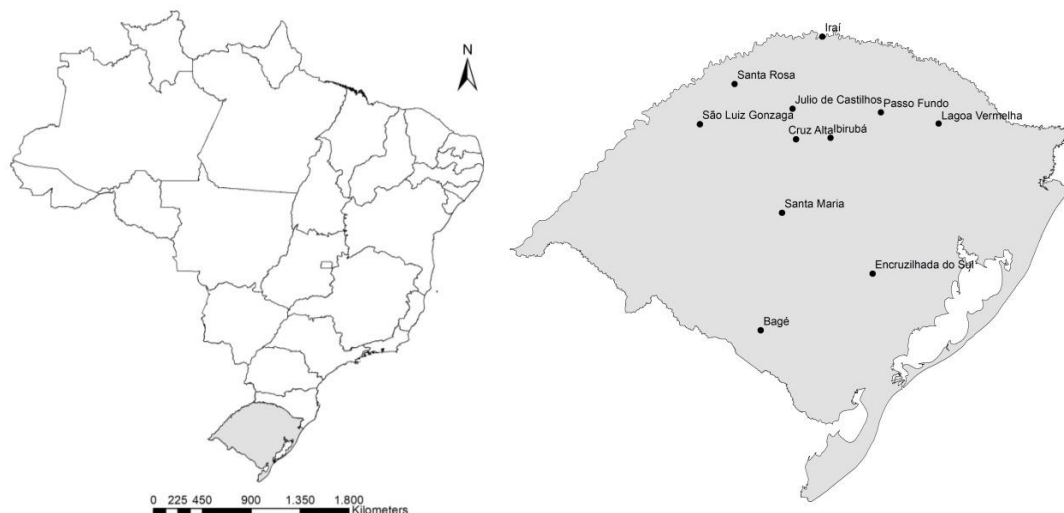 N
0 225 450 900 1.350 1.800
Kilometers
Iraí
Santa Rosa
Julio de Castilhos
Passo Fundo
São Luiz Gonzaga
Lagoa Vermelha
Cruz Alta
Ibirubá
Santa Maria
Encruzilhada do Sul
Bagé